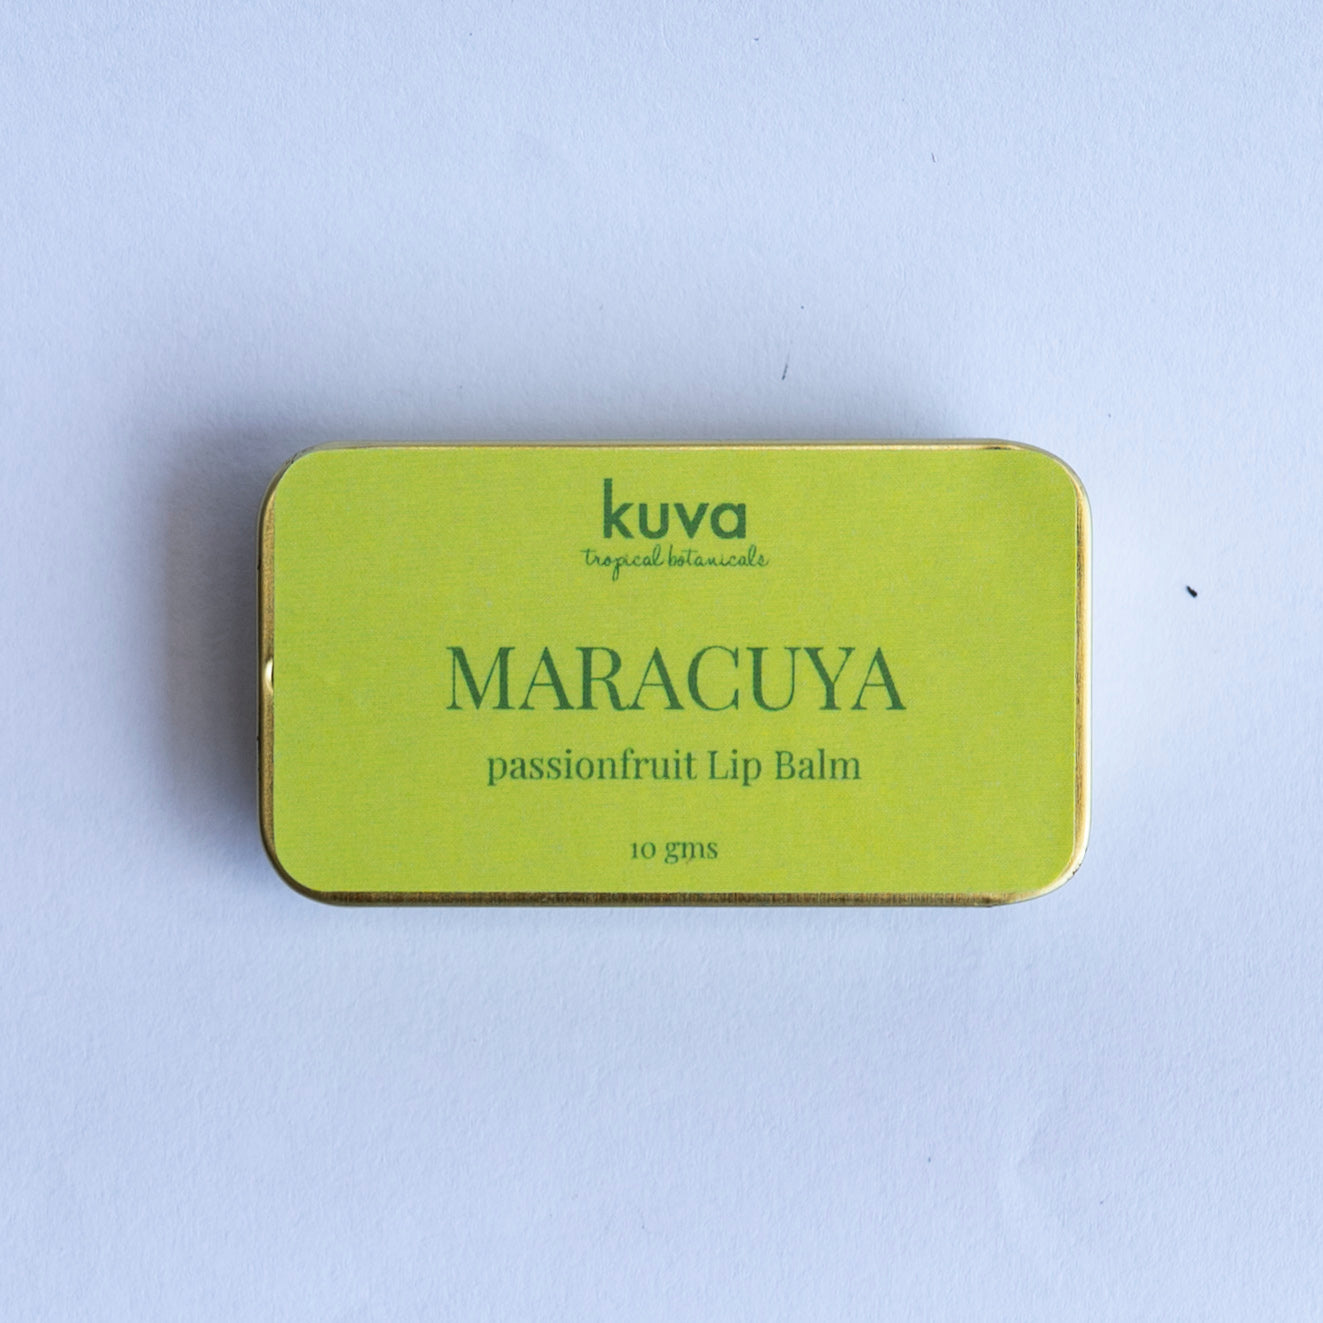 kuva
tropical botanicals
MARACUYA
passionfruit Lip Balm
10 gms